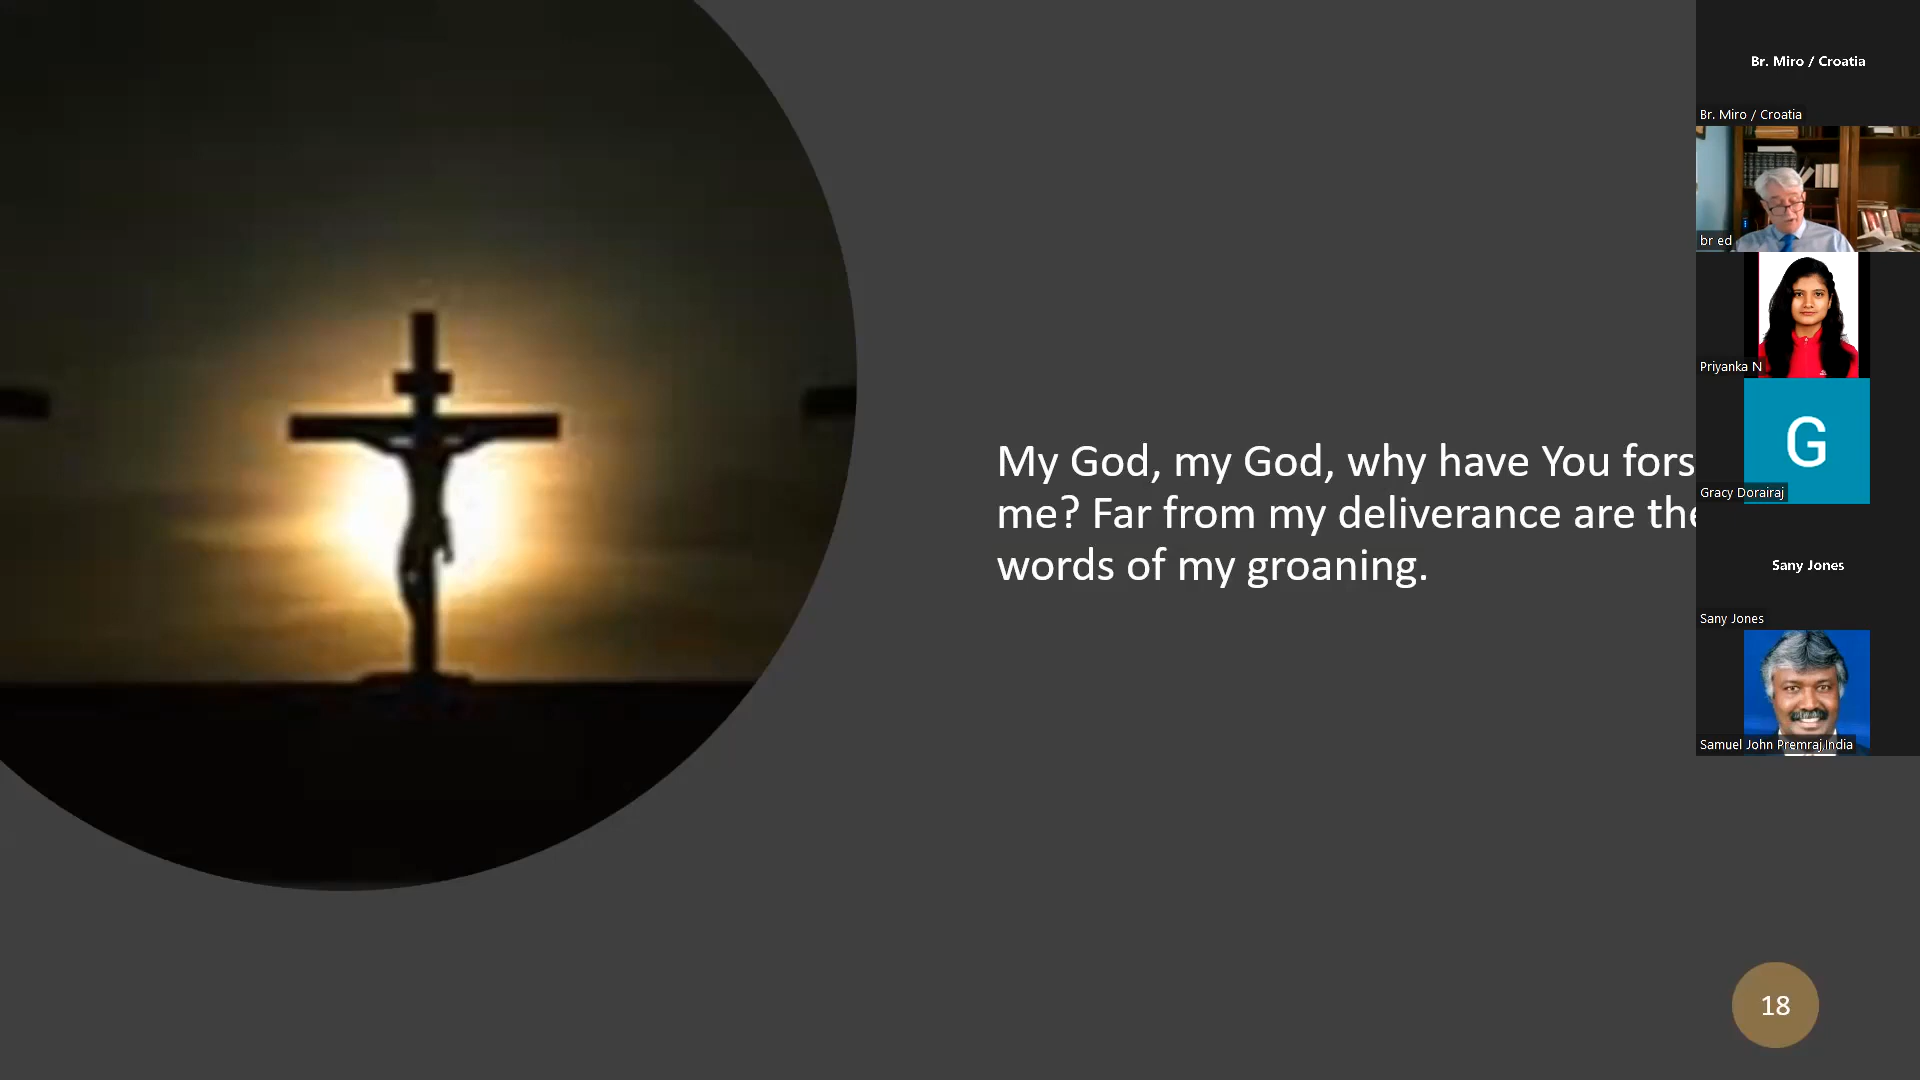 My God, my God, why have You fors
me? Far from my deliverance are the
words of my groaning.
18
Br. Miro / Croatia
Br. Miro / Croatia
br ed
Priyanka N
G
Gracy Dorairaj
Sany Jones
Sany Jones
Samuel John Premraj,India